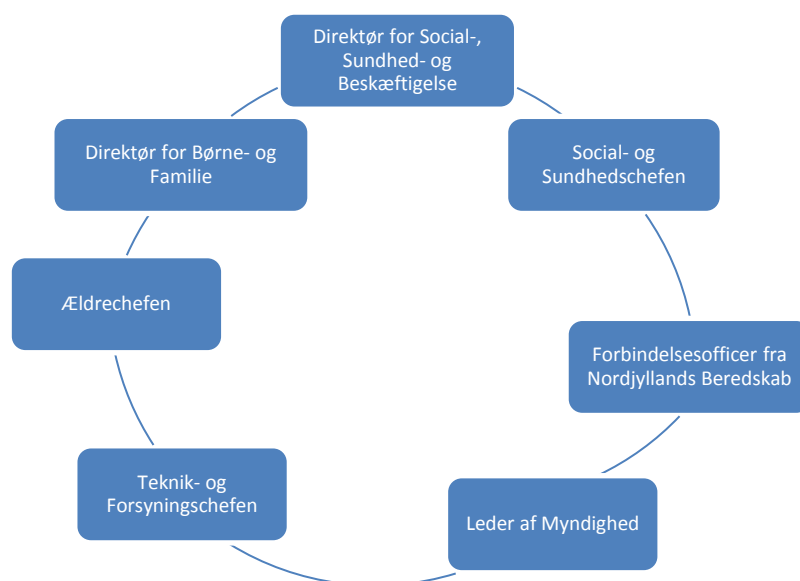 Direktør for Social-,
Sundhed- og
Beskæftigelse
Social- og
Sundhedschefen
Forbindelsesofficer fra
Nordjyllands Beredskab
Leder af Myndighed
Teknik- og
Forsyningschefen
Ældrechefen
Direktør for Børne- og
Familie